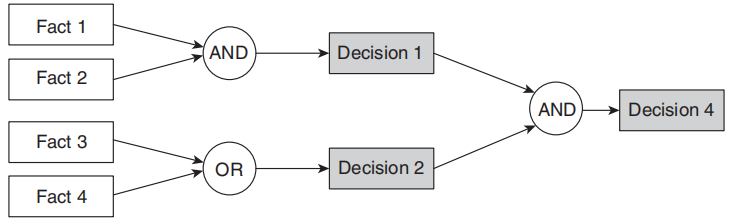 Fact 1
Fact 2
AND
Decision 1
Fact 3
Fact 4
OR
Decision 2
AND
Decision 4